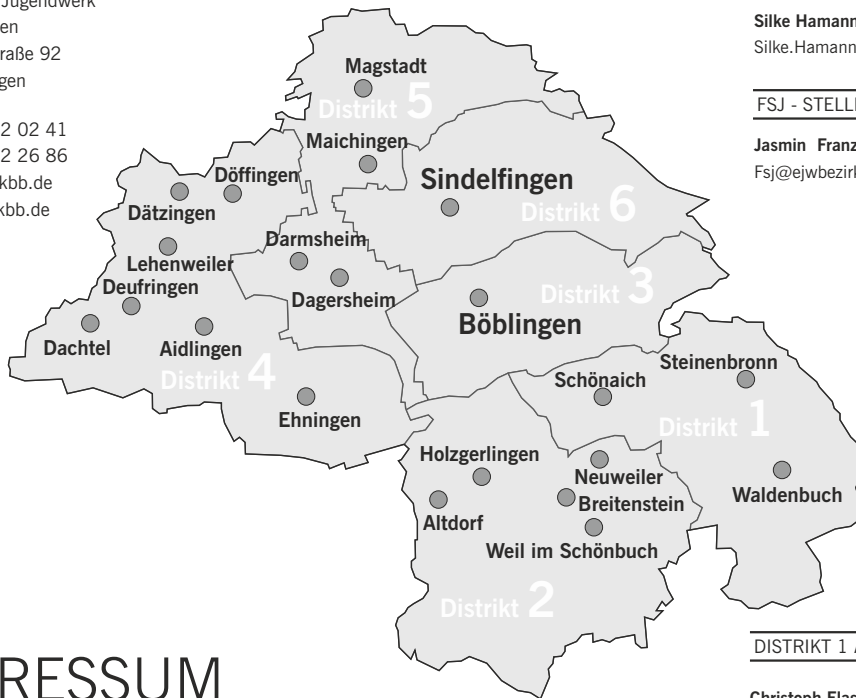 Jugendwerk
en
raße 92
gen
2 02 41
2 26 86
kbb.de
kbb.de
Silke Hamann
Silke.Hamann
FSJ - STELLE
Jasmin Franz
Fsj@ejwbezirk
Magstadt
Distrikt 5
Maichingen
Döffingen
Sindelfingen
Dätzingen
Distrikt 6
Darmsheim
Lehenweiler
Deufringen
Dagersheim
Distrikt 3
Böblingen
Dachtel
Aidlingen
Steinenbronn
Distrikt 4
Schönaich
Ehningen
Distrikt 1
Holzgerlingen
Neuweiler
Waldenbuch
Breitenstein
Altdorf
Weil im Schönbuch
Distrikt 2
DISTRIKT 1
RESSUM